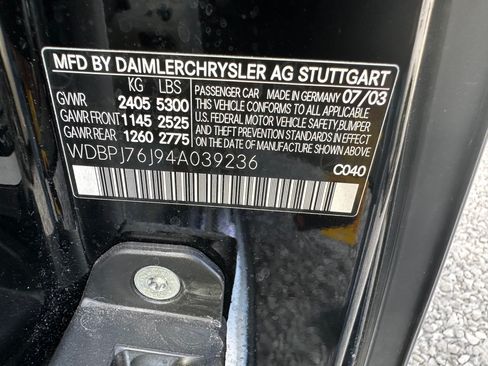 MFD BY DAIMLERCHRYSLER AG STUTTGART
KG LBS PASSENGER CAR MADE IN GERMANY 07/03
GVWR 2405 5300 THIS VEHICLE CONFORMS TO ALL APPLICABLE
GAWR FRONT 1145 2525 U.S. FEDERAL MOTOR VEHICLE SAFETY, BUMPER
GAWR REAR 1260 2775 AND THEFT PREVENTION STANDARDS IN EFFECT
ON THE DATE OF MANUFACTURE SHOWN ABOVE.
WDBPJ76J94A039236
C040